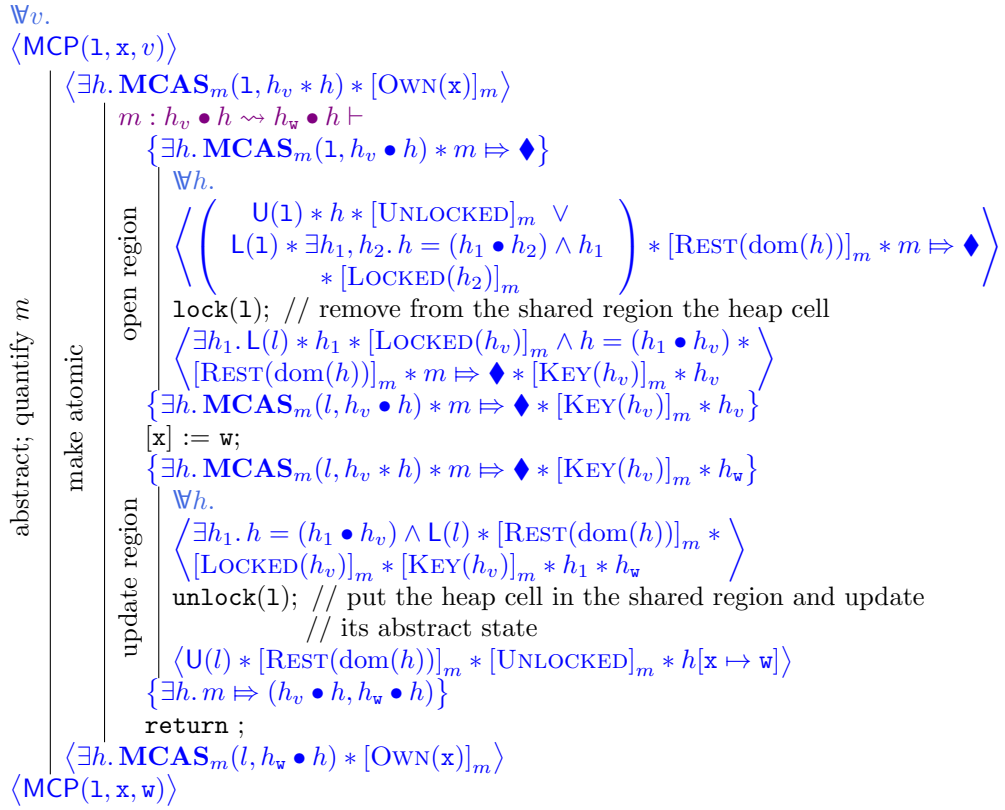 ∀v.
⟨MCP(l, x, v)⟩
abstract; quantify m
⟨∃h. MCAS_m(l, h_v * h) * [OWN(x)]_m⟩
make atomic
m : h_v • h ⇝ h_w • h ⊢
{∃h. MCAS_m(l, h_v • h) * m ⤇ ♦}
open region
∀h.
U(l) * h * [UNLOCKED]_m ∨
⟨( L(l) * ∃h_1, h_2. h = (h_1 • h_2) ∧ h_1 ) * [REST(dom(h))]_m * m ⤇ ♦⟩
* [LOCKED(h_2)]_m
lock(l); // remove from the shared region the heap cell
⟨∃h_1. L(l) * h_1 * [LOCKED(h_v)]_m ∧ h = (h_1 • h_v) *
[REST(dom(h))]_m * m ⤇ ♦ * [KEY(h_v)]_m * h_v⟩
{∃h. MCAS_m(l, h_v • h) * m ⤇ ♦ * [KEY(h_v)]_m * h_v}
[x] := w;
{∃h. MCAS_m(l, h_v * h) * m ⤇ ♦ * [KEY(h_v)]_m * h_w}
update region
∀h.
⟨∃h_1. h = (h_1 • h_v) ∧ L(l) * [REST(dom(h))]_m *
[LOCKED(h_v)]_m * [KEY(h_v)]_m * h_1 * h_w⟩
unlock(l); // put the heap cell in the shared region and update
// its abstract state
⟨U(l) * [REST(dom(h))]_m * [UNLOCKED]_m * h[x ↦ w]⟩
{∃h. m ⤇ (h_v • h, h_w • h)}
return ;
⟨∃h. MCAS_m(l, h_w • h) * [OWN(x)]_m⟩
⟨MCP(l, x, w)⟩